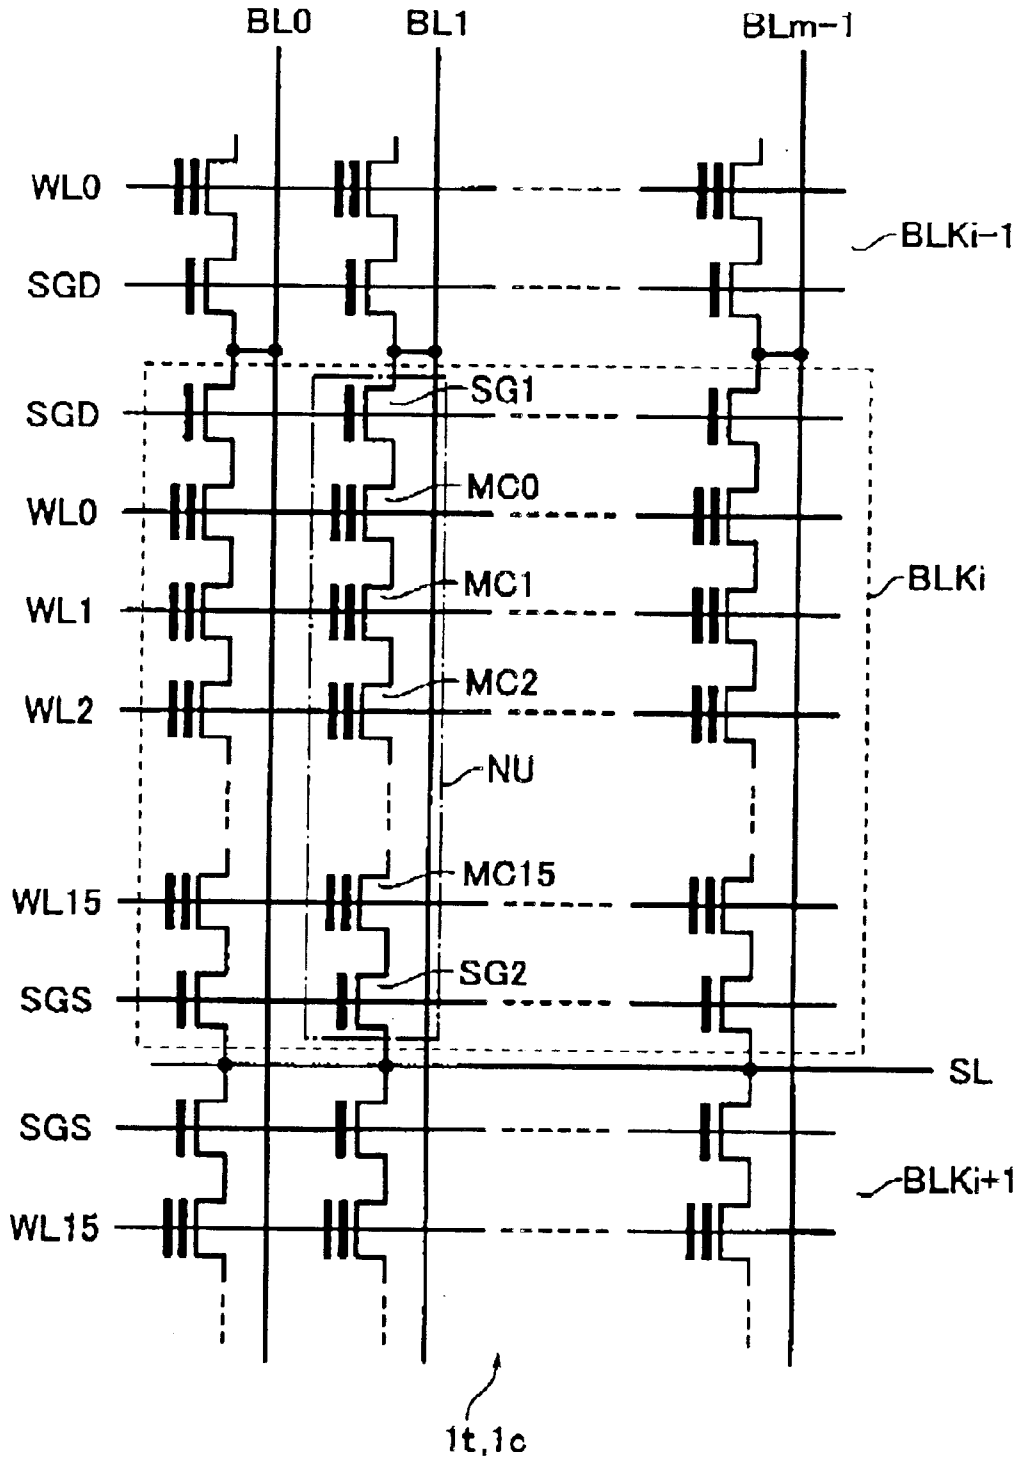 BL0 BL1 BLm-1
WL0
BLKi-1
SGD
SG1
SGD
MC0
WL0
BLKi
MC1
WL1
MC2
WL2
NU
MC15
WL15
SG2
SGS
SL
SGS
BLKi+1
WL15
1t,1c